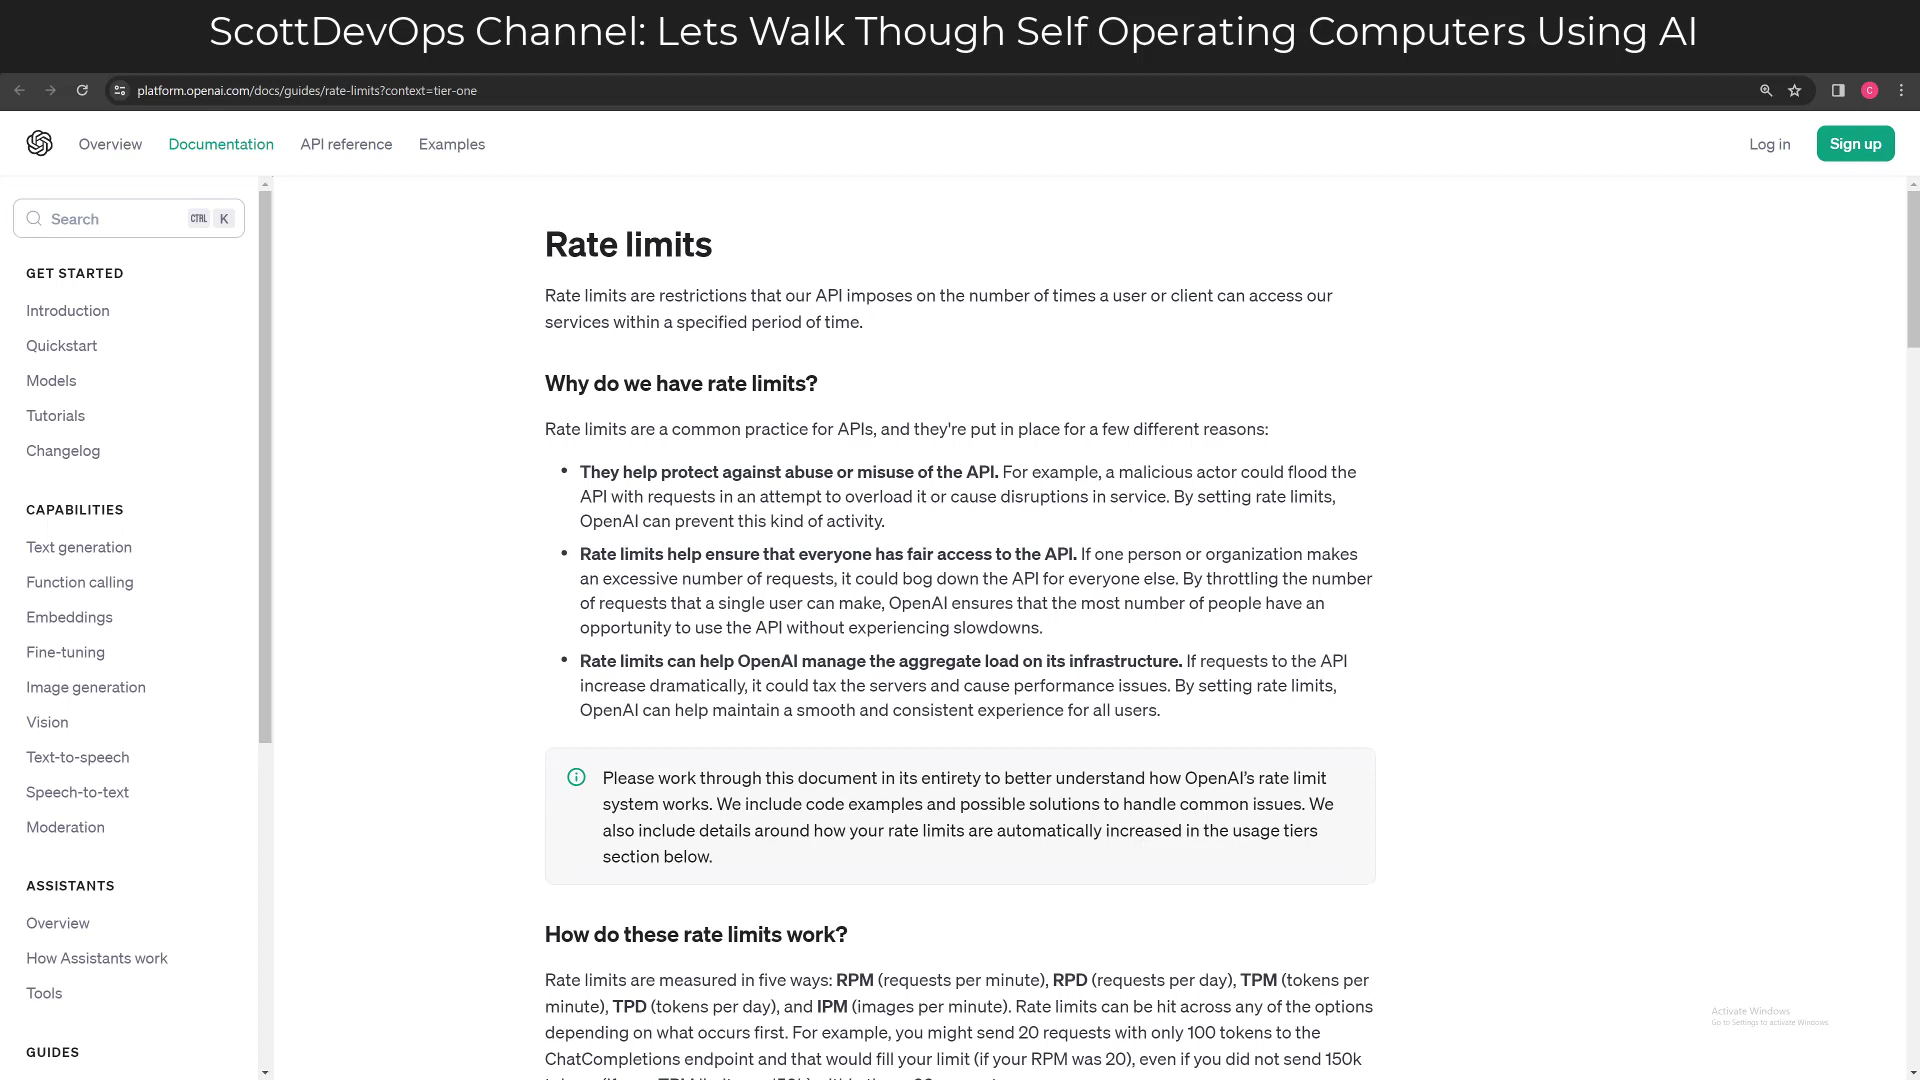 ScottDevOps Channel: Lets Walk Though Self Operating Computers Using AI
platform.openai.com/docs/guides/rate-limits?context=tier-one
C
Overview
Documentation
API reference
Examples
Log in
Sign up
Search
CTRL K
GET STARTED
Introduction
Quickstart
Models
Tutorials
Changelog
CAPABILITIES
Text generation
Function calling
Embeddings
Fine-tuning
Image generation
Vision
Text-to-speech
Speech-to-text
Moderation
ASSISTANTS
Overview
How Assistants work
Tools
GUIDES
Rate limits
Rate limits are restrictions that our API imposes on the number of times a user or client can access our
services within a specified period of time.
Why do we have rate limits?
Rate limits are a common practice for APIs, and they're put in place for a few different reasons:
• They help protect against abuse or misuse of the API. For example, a malicious actor could flood the
API with requests in an attempt to overload it or cause disruptions in service. By setting rate limits,
OpenAI can prevent this kind of activity.
• Rate limits help ensure that everyone has fair access to the API. If one person or organization makes
an excessive number of requests, it could bog down the API for everyone else. By throttling the number
of requests that a single user can make, OpenAI ensures that the most number of people have an
opportunity to use the API without experiencing slowdowns.
• Rate limits can help OpenAI manage the aggregate load on its infrastructure. If requests to the API
increase dramatically, it could tax the servers and cause performance issues. By setting rate limits,
OpenAI can help maintain a smooth and consistent experience for all users.
Please work through this document in its entirety to better understand how OpenAI’s rate limit
system works. We include code examples and possible solutions to handle common issues. We
also include details around how your rate limits are automatically increased in the usage tiers
section below.
How do these rate limits work?
Rate limits are measured in five ways: RPM (requests per minute), RPD (requests per day), TPM (tokens per
minute), TPD (tokens per day), and IPM (images per minute). Rate limits can be hit across any of the options
depending on what occurs first. For example, you might send 20 requests with only 100 tokens to the
ChatCompletions endpoint and that would fill your limit (if your RPM was 20), even if you did not send 150k
Activate Windows
Go to Settings to activate Windows.